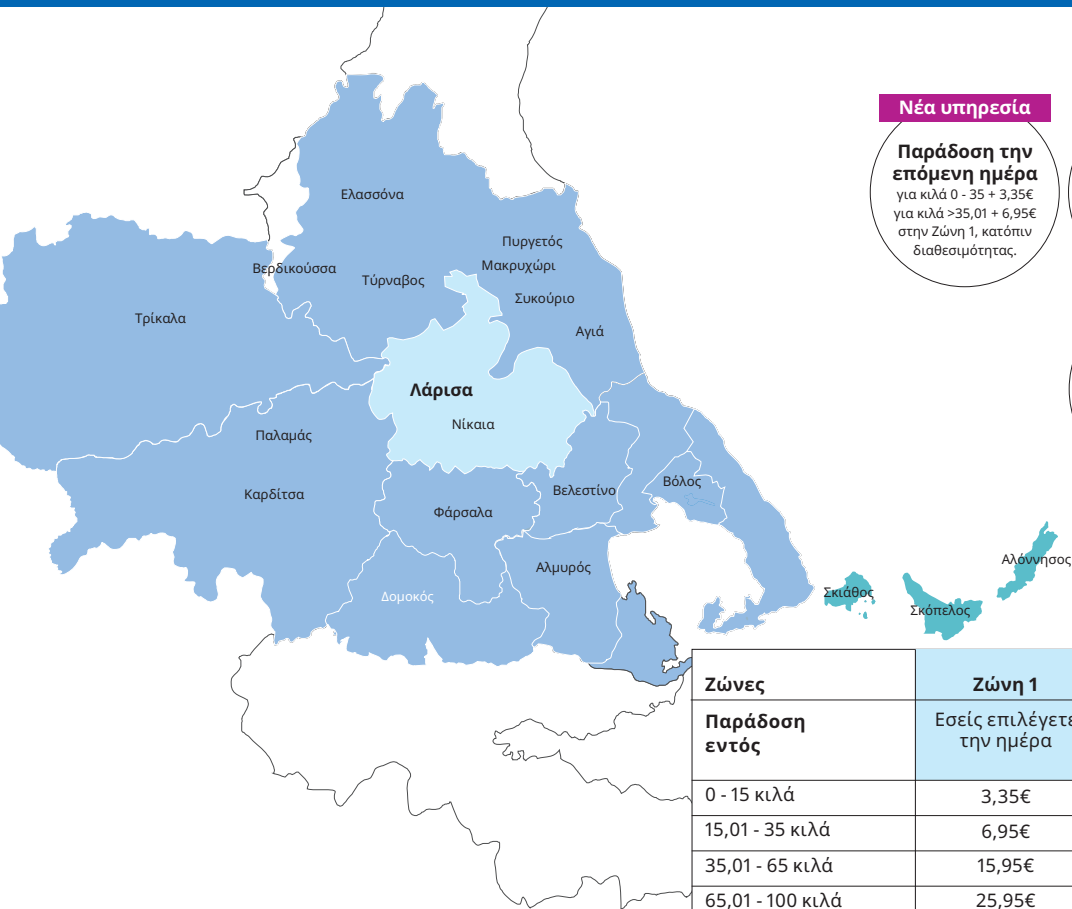 Νέα υπηρεσία
Παράδοση την
επόμενη ημέρα
για κιλά 0 - 35 + 3,35€
για κιλά >35,01 + 6,95€
στην Ζώνη 1, κατόπιν
διαθεσιμότητας.
Ελασσόνα
Πυργετός
Βερδικούσσα
Μακρυχώρι
Τύρναβος
Συκούριο
Τρίκαλα
Αγιά
Λάρισα
Νίκαια
Παλαμάς
Καρδίτσα
Βελεστίνο
Βόλος
Φάρσαλα
Αλμυρός
Δομοκός
Σκιάθος
Σκόπελος
Αλόννησος
Ζώνες Ζώνη 1
Παράδοση
εντός
Εσείς επιλέγετε
την ημέρα
0 - 15 κιλά 3,35€
15,01 - 35 κιλά 6,95€
35,01 - 65 κιλά 15,95€
65,01 - 100 κιλά 25,95€